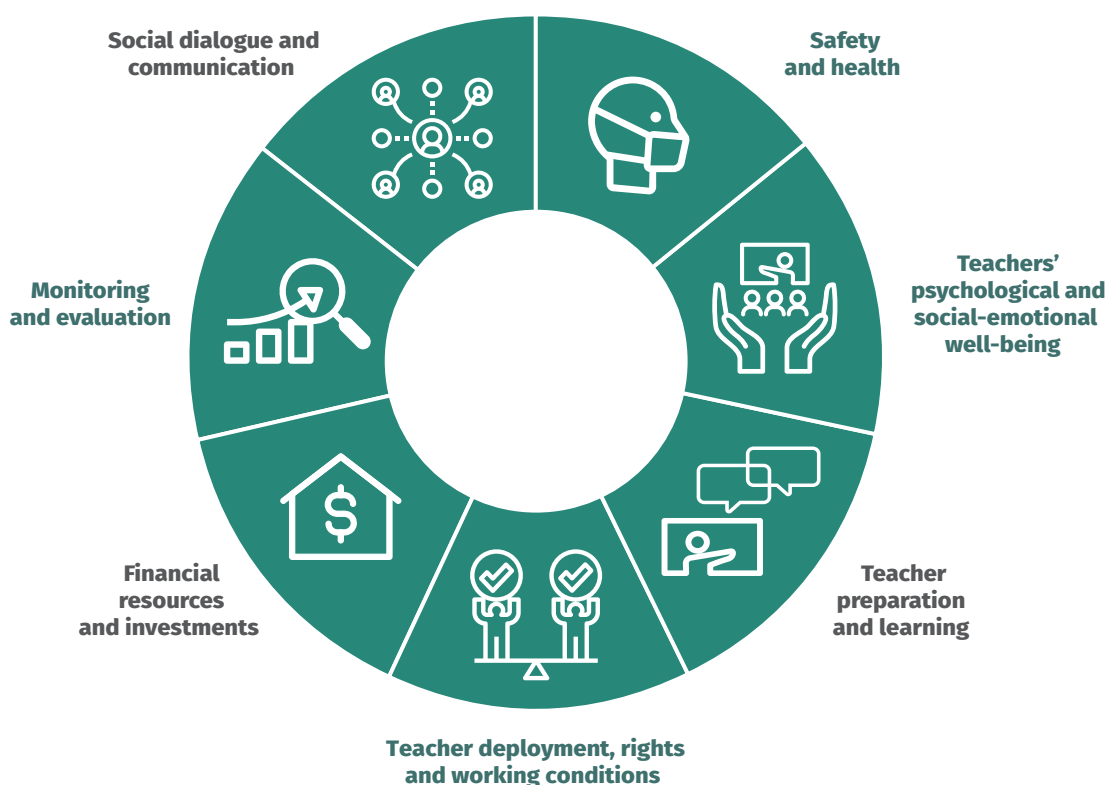 Social dialogue and
communication
Safety
and health
Monitoring
and evaluation
Teachers’
psychological and
social-emotional
well-being
Financial
resources
and investments
$
Teacher
preparation
and learning
Teacher deployment, rights
and working conditions